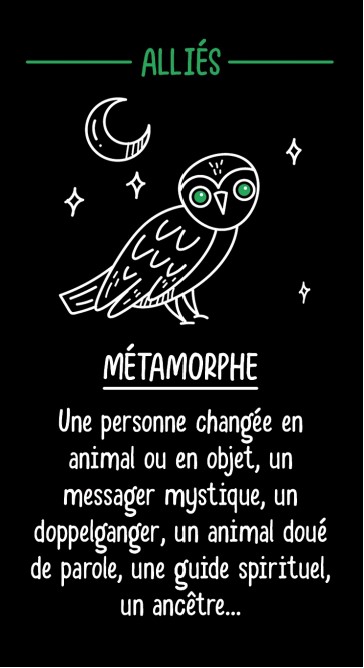 ALLIÉS
MÉTAMORPHE
Une personne changée en
animal ou en objet, un
messager mystique, un
doppelganger, un animal doué
de parole, une guide spirituel,
un ancêtre...